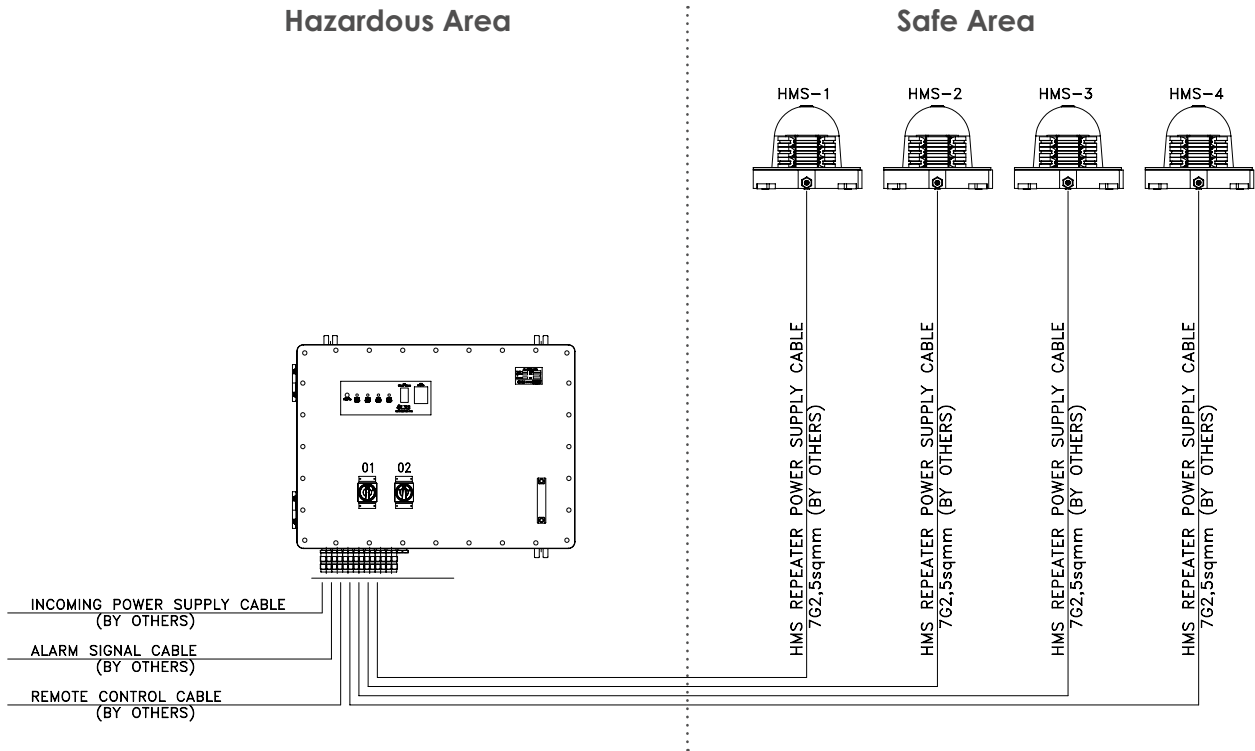 Hazardous Area
Safe Area
HMS-1
HMS-2
HMS-3
HMS-4
01
02
INCOMING POWER SUPPLY CABLE
(BY OTHERS)
ALARM SIGNAL CABLE
(BY OTHERS)
REMOTE CONTROL CABLE
(BY OTHERS)
HMS REPEATER POWER SUPPLY CABLE
7G2,5sqmm (BY OTHERS)
HMS REPEATER POWER SUPPLY CABLE
7G2,5sqmm (BY OTHERS)
HMS REPEATER POWER SUPPLY CABLE
7G2,5sqmm (BY OTHERS)
HMS REPEATER POWER SUPPLY CABLE
7G2,5sqmm (BY OTHERS)